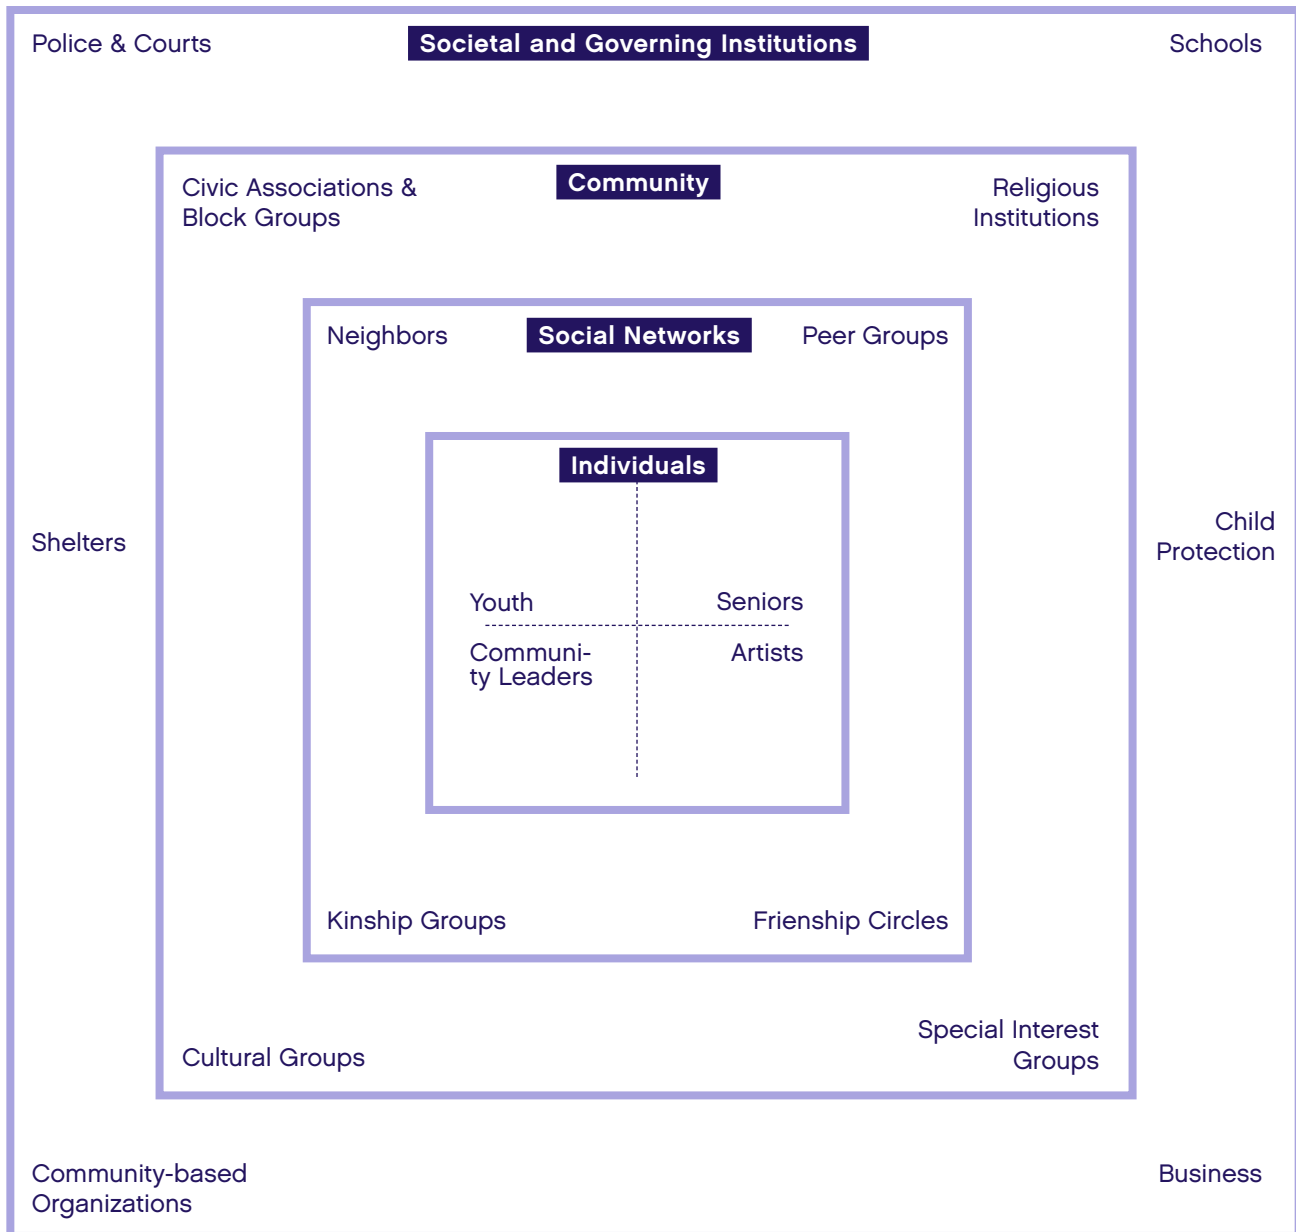 Police & Courts
Societal and Governing Institutions
Schools
Civic Associations &
Block Groups
Community
Religious
Institutions
Neighbors
Social Networks
Peer Groups
Individuals
Shelters
Child
Protection
Youth
Seniors
Communi-
ty Leaders
Artists
Kinship Groups
Frienship Circles
Cultural Groups
Special Interest
Groups
Community-based
Organizations
Business